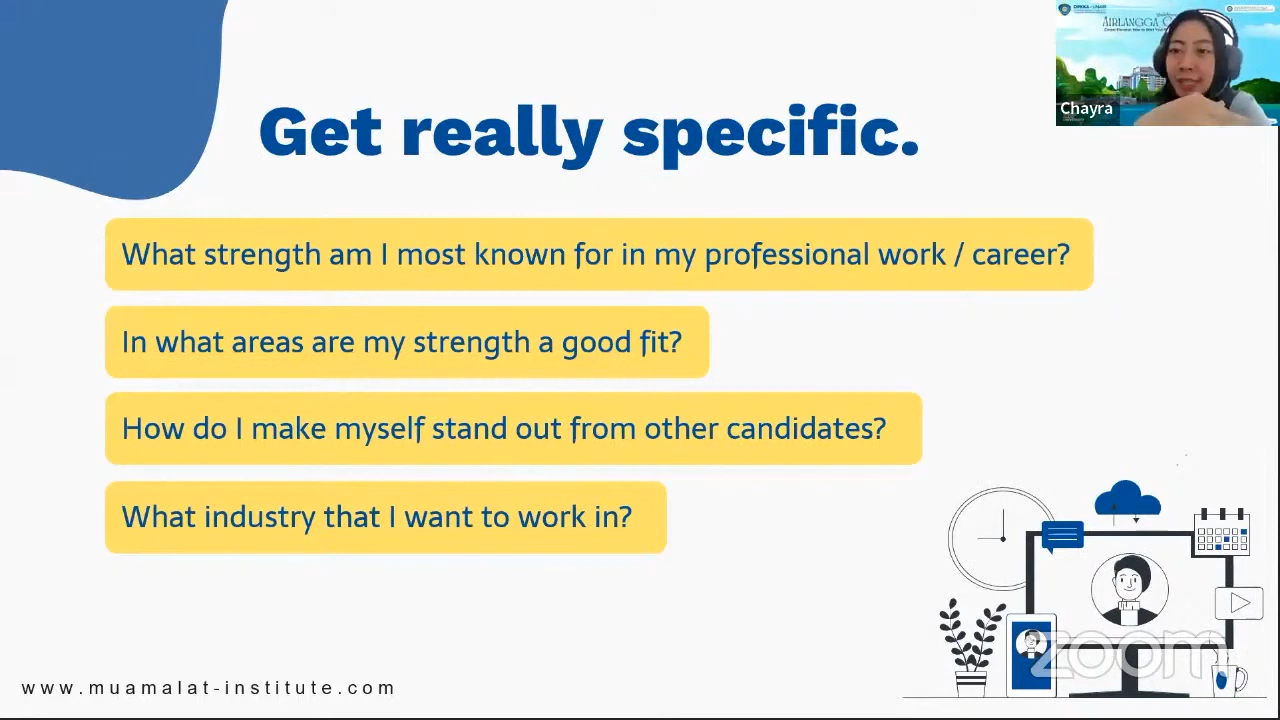 AIRLANGGA
Chayra
Get really specific.
What strength am I most known for in my professional work / career?
In what areas are my strength a good fit?
How do I make myself stand out from other candidates?
What industry that I want to work in?
zoom
www.muamalat-institute.com